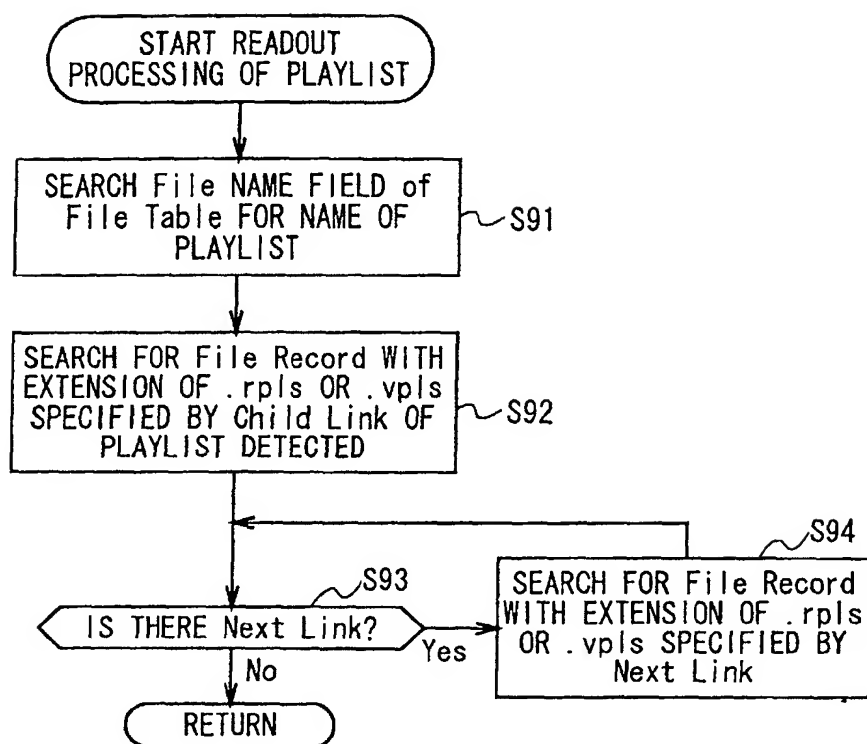 START READOUT
PROCESSING OF PLAYLIST
SEARCH File NAME FIELD of
File Table FOR NAME OF
PLAYLIST
S91
SEARCH FOR File Record WITH
EXTENSION OF .rpls OR .vpls
SPECIFIED BY Child Link OF
PLAYLIST DETECTED
S92
S93
IS THERE Next Link?
Yes
No
S94
SEARCH FOR File Record
WITH EXTENSION OF .rpls
OR .vpls SPECIFIED BY
Next Link
RETURN